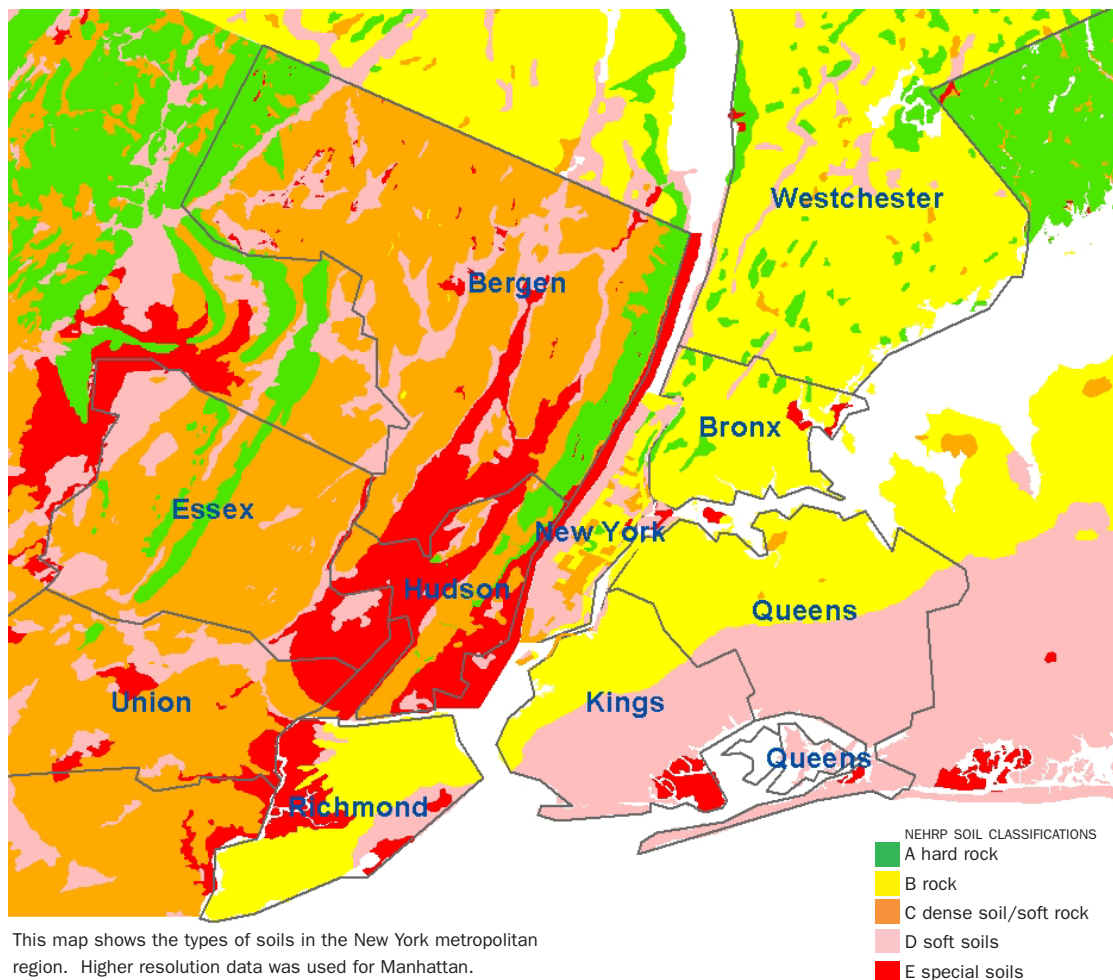 Westchester
Bergen
Bronx
Essex
New York
Hudson
Queens
Union
Kings
Queens
Richmond
NEHRP SOIL CLASSIFICATIONS
A hard rock
B rock
C dense soil/soft rock
D soft soils
E special soils
This map shows the types of soils in the New York metropolitan
region. Higher resolution data was used for Manhattan.